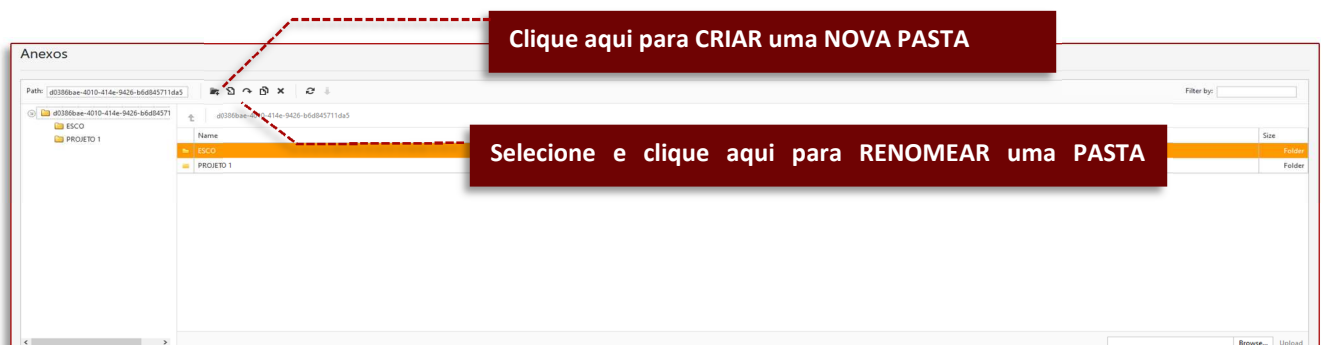 Clique aqui para CRIAR uma NOVA PASTA
Anexos
Path: d0386bae-4010-414e-9426-b6d845711da5
Filter by:
d0386bae-4010-414e-9426-b6d84571
d0386bae-4010-414e-9426-b6d845711da5
ESCO
PROJETO 1
Name
Size
ESCO
Folder
PROJETO 1
Folder
Selecione e clique aqui para RENOMEAR uma PASTA
Browse... Upload